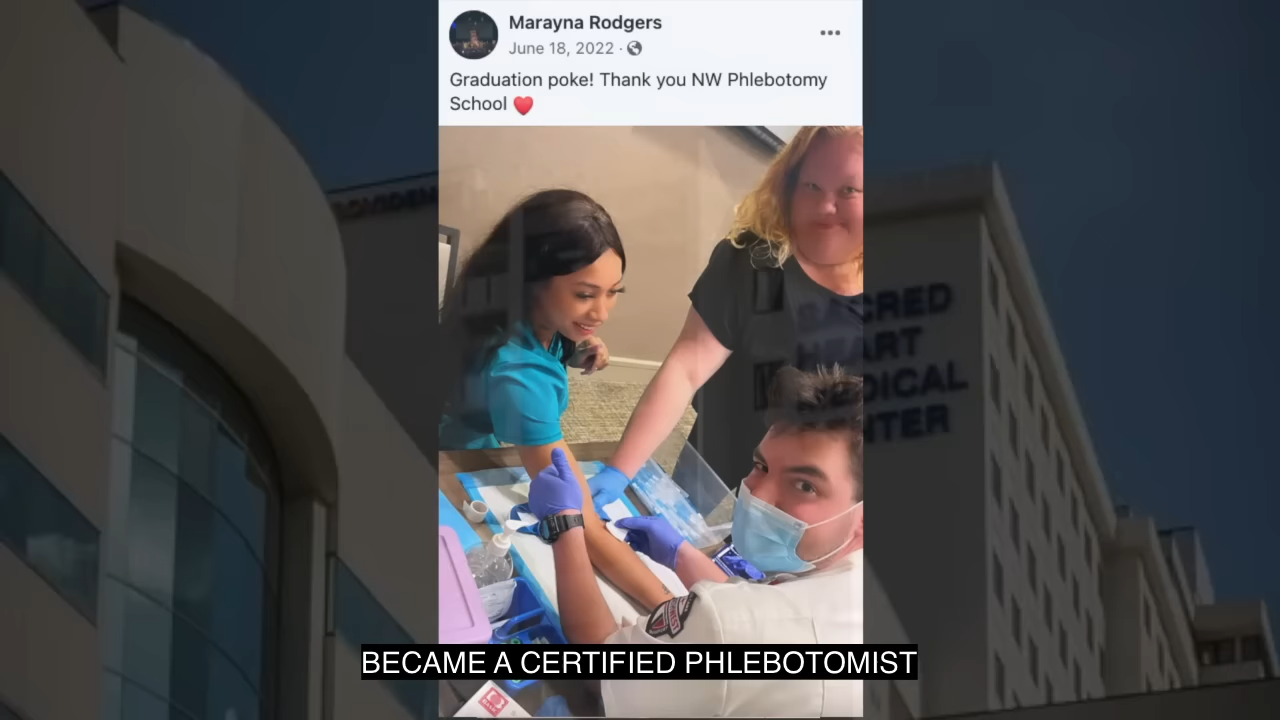 Marayna Rodgers
June 18, 2022 ·
Graduation poke! Thank you NW Phlebotomy
School ❤️
SACRED
HEART
MEDICAL
CENTER
BECAME A CERTIFIED PHLEBOTOMIST